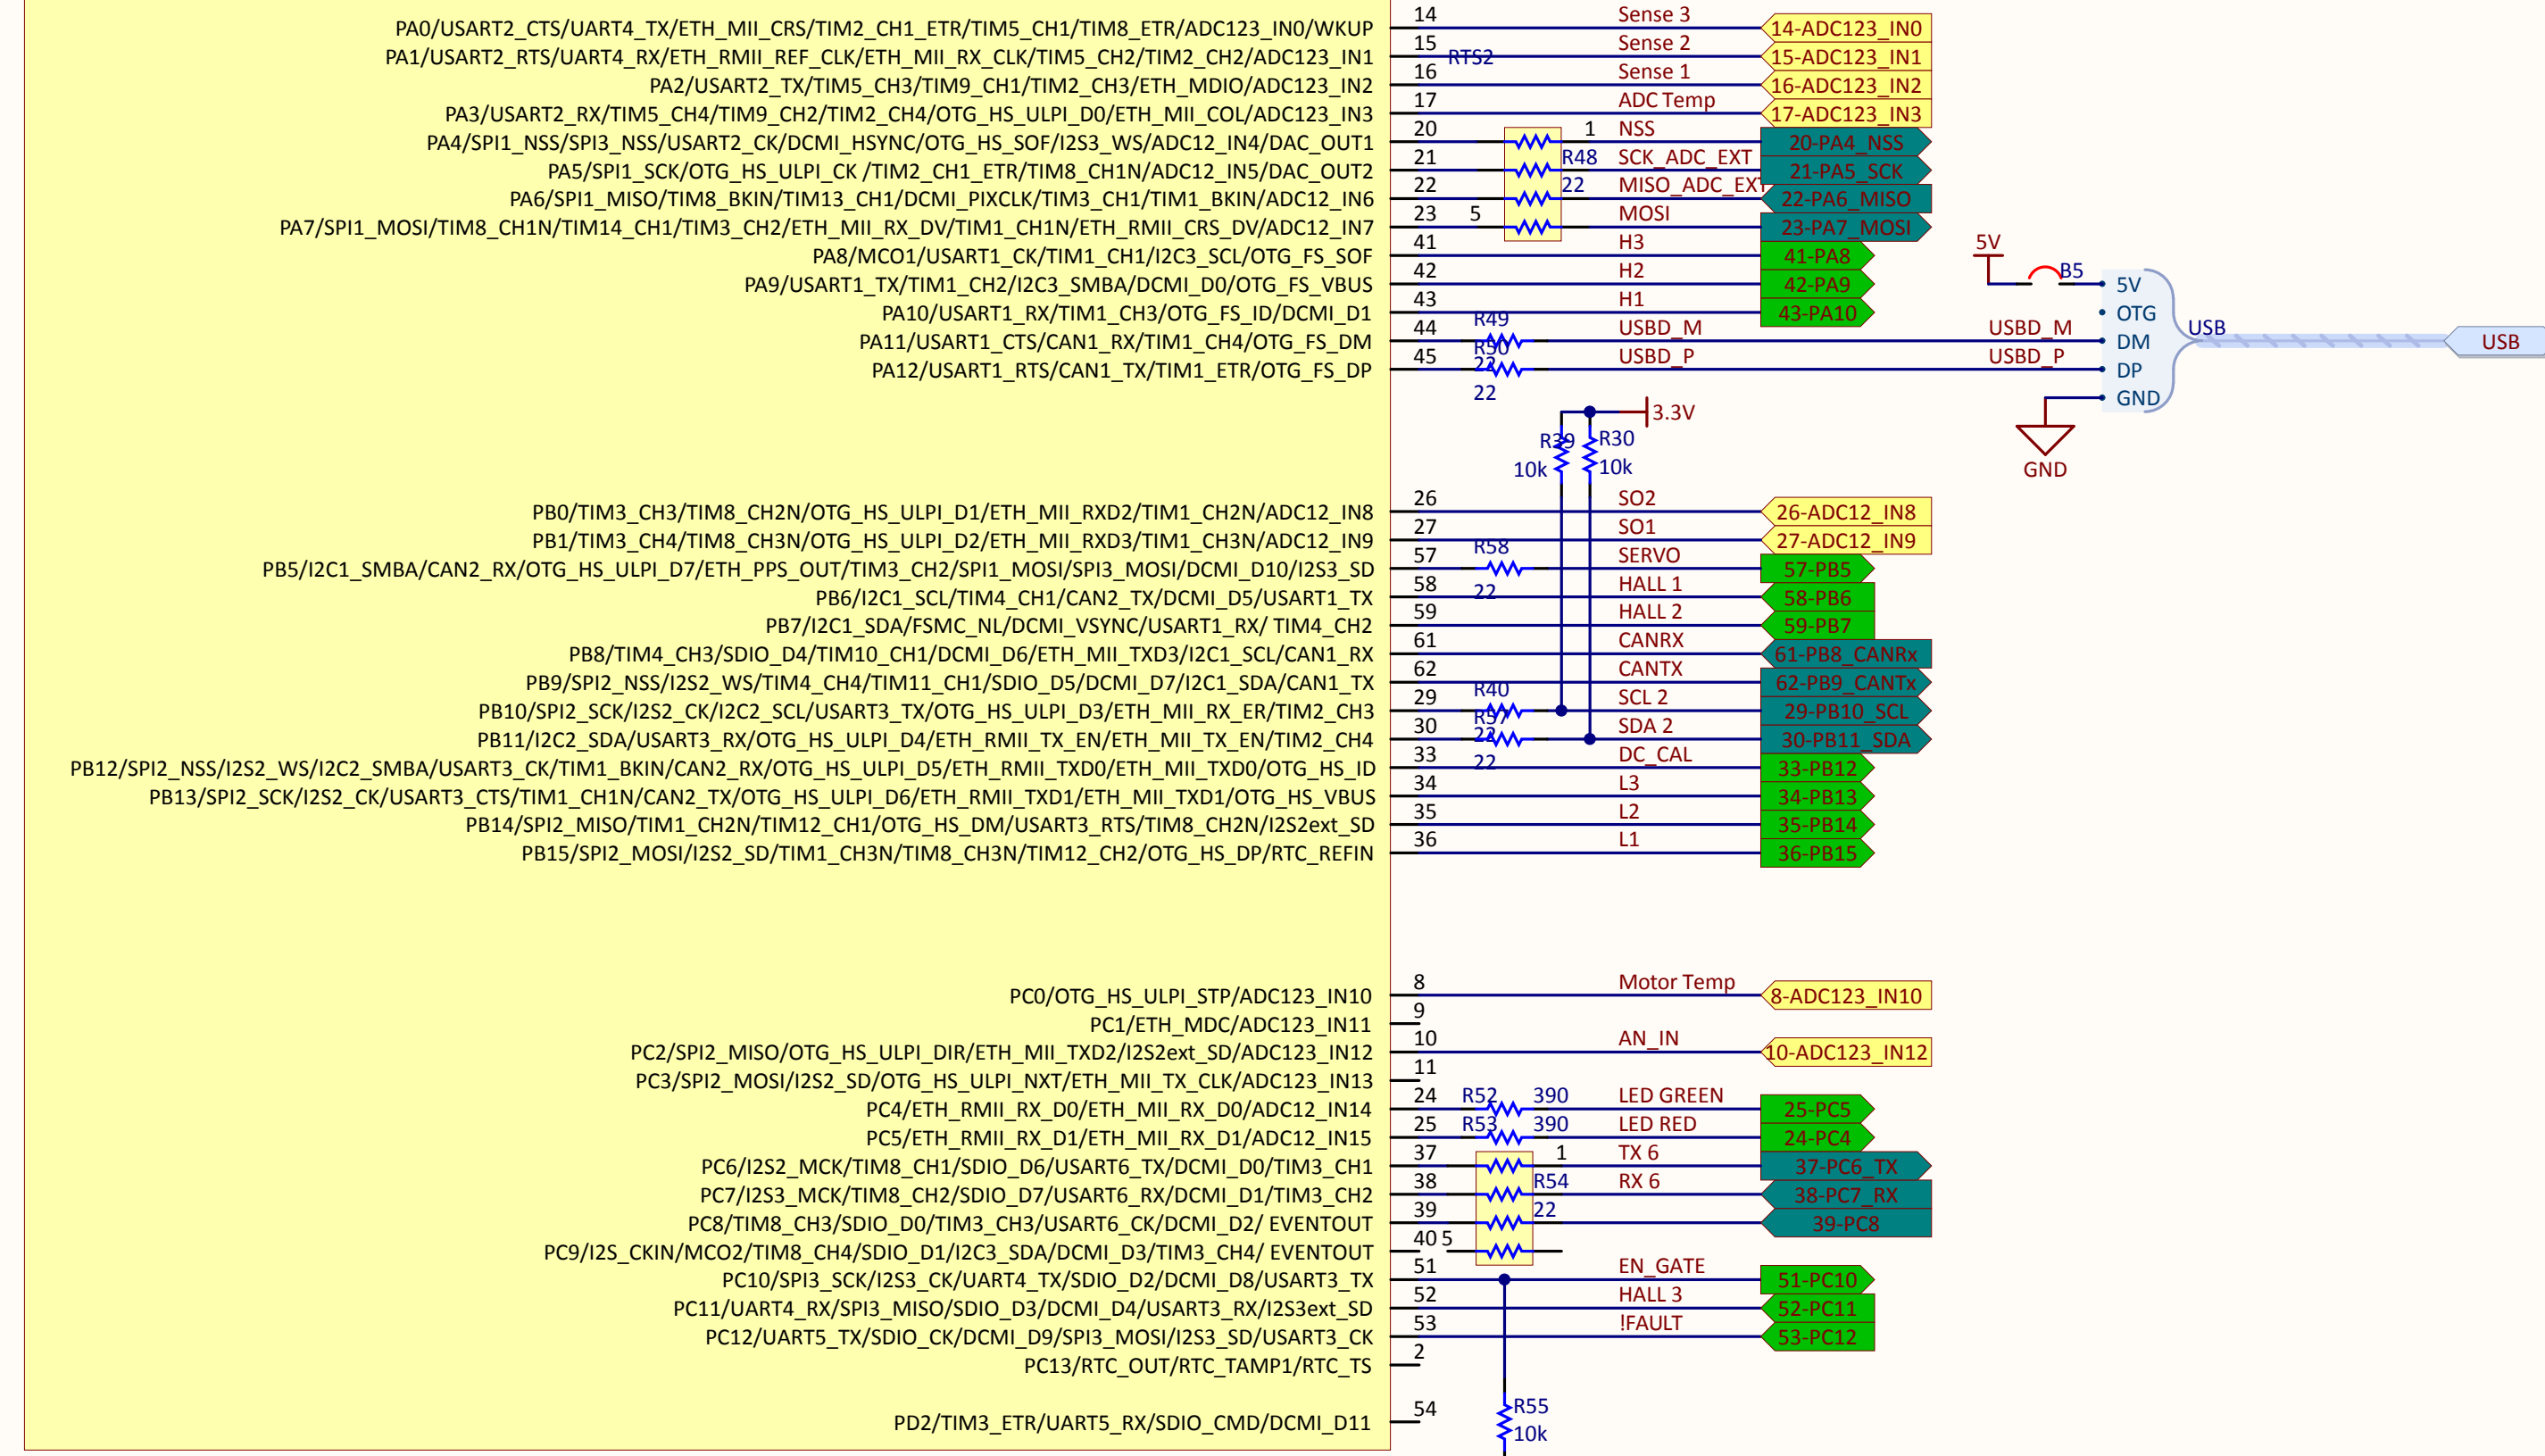 PA0/USART2_CTS/UART4_TX/ETH_MII_CRS/TIM2_CH1_ETR/TIM5_CH1/TIM8_ETR/ADC123_IN0/WKUP 14 Sense 3 14-ADC123_IN0
PA1/USART2_RTS/UART4_RX/ETH_RMII_REF_CLK/ETH_MII_RX_CLK/TIM5_CH2/TIM2_CH2/ADC123_IN1 15 RTS2 Sense 2 15-ADC123_IN1
PA2/USART2_TX/TIM5_CH3/TIM9_CH1/TIM2_CH3/ETH_MDIO/ADC123_IN2 16 Sense 1 16-ADC123_IN2
PA3/USART2_RX/TIM5_CH4/TIM9_CH2/TIM2_CH4/OTG_HS_ULPI_D0/ETH_MII_COL/ADC123_IN3 17 ADC Temp 17-ADC123_IN3
PA4/SPI1_NSS/SPI3_NSS/USART2_CK/DCMI_HSYNC/OTG_HS_SOF/I2S3_WS/ADC12_IN4/DAC_OUT1 20 1 NSS 20-PA4_NSS
PA5/SPI1_SCK/OTG_HS_ULPI_CK /TIM2_CH1_ETR/TIM8_CH1N/ADC12_IN5/DAC_OUT2 21 R48 SCK_ADC_EXT 21-PA5_SCK
PA6/SPI1_MISO/TIM8_BKIN/TIM13_CH1/DCMI_PIXCLK/TIM3_CH1/TIM1_BKIN/ADC12_IN6 22 22 MISO_ADC_EXT 22-PA6_MISO
PA7/SPI1_MOSI/TIM8_CH1N/TIM14_CH1/TIM3_CH2/ETH_MII_RX_DV/TIM1_CH1N/ETH_RMII_CRS_DV/ADC12_IN7 23 5 MOSI 23-PA7_MOSI
PA8/MCO1/USART1_CK/TIM1_CH1/I2C3_SCL/OTG_FS_SOF 41 H3 41-PA8 5V
PA9/USART1_TX/TIM1_CH2/I2C3_SMBA/DCMI_D0/OTG_FS_VBUS 42 H2 42-PA9 B5 5V
PA10/USART1_RX/TIM1_CH3/OTG_FS_ID/DCMI_D1 43 H1 43-PA10 OTG
PA11/USART1_CTS/CAN1_RX/TIM1_CH4/OTG_FS_DM 44 R49 22 USBD_M USBD_M DM USB USB
PA12/USART1_RTS/CAN1_TX/TIM1_ETR/OTG_FS_DP 45 R50 22 USBD_P USBD_P DP
GND
3.3V
R39 R30
10k 10k GND
PB0/TIM3_CH3/TIM8_CH2N/OTG_HS_ULPI_D1/ETH_MII_RXD2/TIM1_CH2N/ADC12_IN8 26 SO2 26-ADC12_IN8
PB1/TIM3_CH4/TIM8_CH3N/OTG_HS_ULPI_D2/ETH_MII_RXD3/TIM1_CH3N/ADC12_IN9 27 SO1 27-ADC12_IN9
PB5/I2C1_SMBA/CAN2_RX/OTG_HS_ULPI_D7/ETH_PPS_OUT/TIM3_CH2/SPI1_MOSI/SPI3_MOSI/DCMI_D10/I2S3_SD 57 R58 22 SERVO 57-PB5
PB6/I2C1_SCL/TIM4_CH1/CAN2_TX/DCMI_D5/USART1_TX 58 HALL 1 58-PB6
PB7/I2C1_SDA/FSMC_NL/DCMI_VSYNC/USART1_RX/ TIM4_CH2 59 HALL 2 59-PB7
PB8/TIM4_CH3/SDIO_D4/TIM10_CH1/DCMI_D6/ETH_MII_TXD3/I2C1_SCL/CAN1_RX 61 CANRX 61-PB8_CANRx
PB9/SPI2_NSS/I2S2_WS/TIM4_CH4/TIM11_CH1/SDIO_D5/DCMI_D7/I2C1_SDA/CAN1_TX 62 CANTX 62-PB9_CANTx
PB10/SPI2_SCK/I2S2_CK/I2C2_SCL/USART3_TX/OTG_HS_ULPI_D3/ETH_MII_RX_ER/TIM2_CH3 29 R40 22 SCL 2 29-PB10_SCL
PB11/I2C2_SDA/USART3_RX/OTG_HS_ULPI_D4/ETH_RMII_TX_EN/ETH_MII_TX_EN/TIM2_CH4 30 R57 22 SDA 2 30-PB11_SDA
PB12/SPI2_NSS/I2S2_WS/I2C2_SMBA/USART3_CK/TIM1_BKIN/CAN2_RX/OTG_HS_ULPI_D5/ETH_RMII_TXD0/ETH_MII_TXD0/OTG_HS_ID 33 DC_CAL 33-PB12
PB13/SPI2_SCK/I2S2_CK/USART3_CTS/TIM1_CH1N/CAN2_TX/OTG_HS_ULPI_D6/ETH_RMII_TXD1/ETH_MII_TXD1/OTG_HS_VBUS 34 L3 34-PB13
PB14/SPI2_MISO/TIM1_CH2N/TIM12_CH1/OTG_HS_DM/USART3_RTS/TIM8_CH2N/I2S2ext_SD 35 L2 35-PB14
PB15/SPI2_MOSI/I2S2_SD/TIM1_CH3N/TIM8_CH3N/TIM12_CH2/OTG_HS_DP/RTC_REFIN 36 L1 36-PB15
PC0/OTG_HS_ULPI_STP/ADC123_IN10 8 Motor Temp 8-ADC123_IN10
PC1/ETH_MDC/ADC123_IN11 9
PC2/SPI2_MISO/OTG_HS_ULPI_DIR/ETH_MII_TXD2/I2S2ext_SD/ADC123_IN12 10 AN_IN 10-ADC123_IN12
PC3/SPI2_MOSI/I2S2_SD/OTG_HS_ULPI_NXT/ETH_MII_TX_CLK/ADC123_IN13 11
PC4/ETH_RMII_RX_D0/ETH_MII_RX_D0/ADC12_IN14 24 R52 390 LED GREEN 25-PC5
PC5/ETH_RMII_RX_D1/ETH_MII_RX_D1/ADC12_IN15 25 R53 390 LED RED 24-PC4
PC6/I2S2_MCK/TIM8_CH1/SDIO_D6/USART6_TX/DCMI_D0/TIM3_CH1 37 1 TX 6 37-PC6_TX
PC7/I2S3_MCK/TIM8_CH2/SDIO_D7/USART6_RX/DCMI_D1/TIM3_CH2 38 R54 RX 6 38-PC7_RX
PC8/TIM8_CH3/SDIO_D0/TIM3_CH3/USART6_CK/DCMI_D2/ EVENTOUT 39 22 39-PC8
PC9/I2S_CKIN/MCO2/TIM8_CH4/SDIO_D1/I2C3_SDA/DCMI_D3/TIM3_CH4/ EVENTOUT 40 5
PC10/SPI3_SCK/I2S3_CK/UART4_TX/SDIO_D2/DCMI_D8/USART3_TX 51 EN_GATE 51-PC10
PC11/UART4_RX/SPI3_MISO/SDIO_D3/DCMI_D4/USART3_RX/I2S3ext_SD 52 HALL 3 52-PC11
PC12/UART5_TX/SDIO_CK/DCMI_D9/SPI3_MOSI/I2S3_SD/USART3_CK 53 !FAULT 53-PC12
PC13/RTC_OUT/RTC_TAMP1/RTC_TS 2
PD2/TIM3_ETR/UART5_RX/SDIO_CMD/DCMI_D11 54 R55
10k